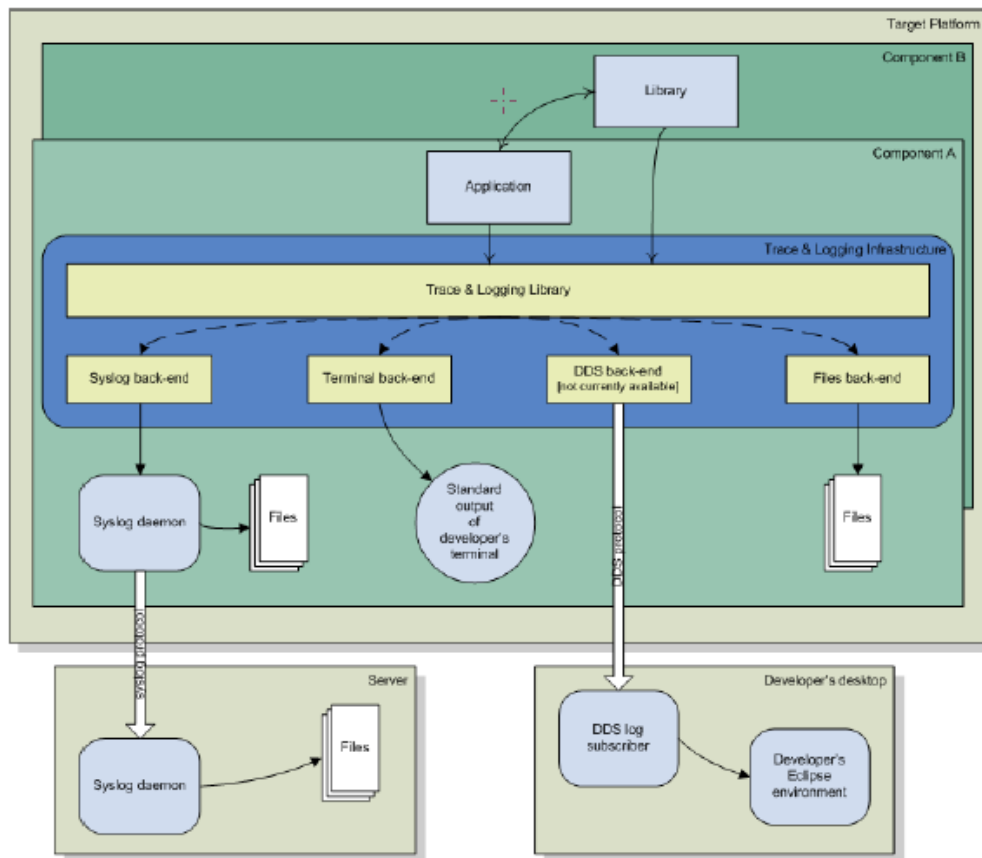 Target Platform
Component B
Library
Component A
Application
Trace & Logging Infrastructure
Trace & Logging Library
Syslog back-end
Terminal back-end
DDS back-end
[not currently available]
Files back-end
Syslog daemon
Files
Standard
output
of
developer's
terminal
Files
syslog protocol
DDS protocol
Server
Syslog daemon
Files
Developer's desktop
DDS log
subscriber
Developer's
Eclipse
environment